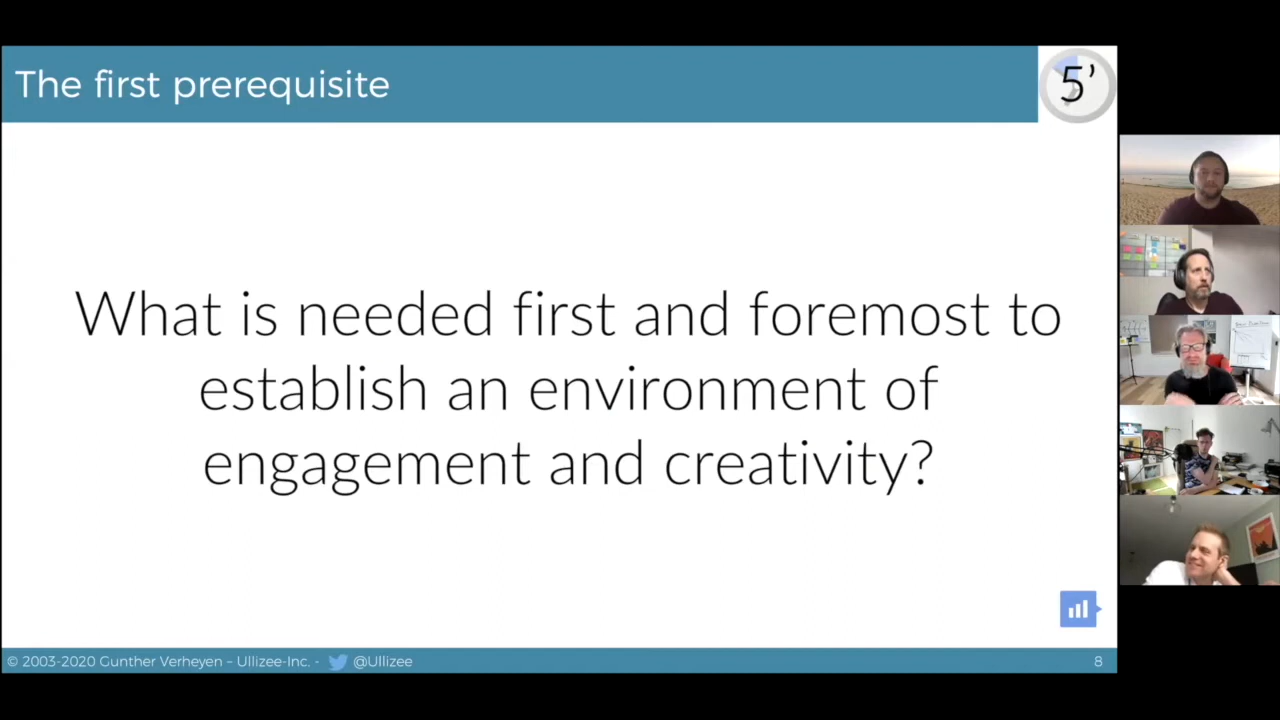 The first prerequisite
5’
What is needed first and foremost to
establish an environment of
engagement and creativity?
© 2003-2020 Gunther Verheyen – Ullizee-Inc. - @Ullizee
8